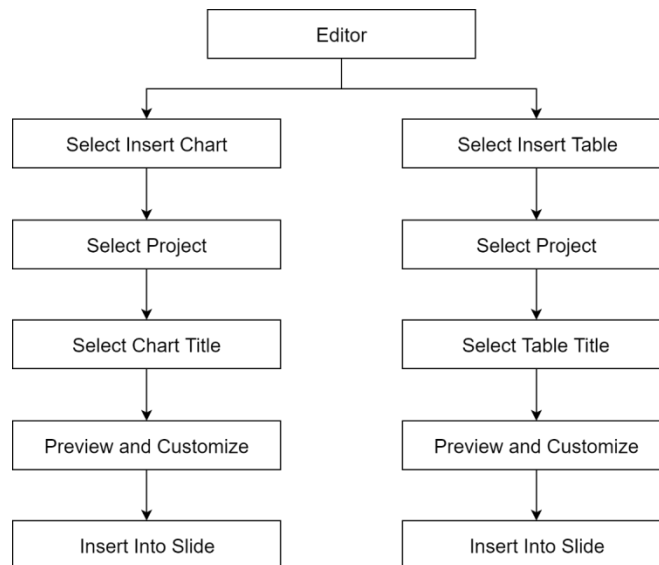 Editor
Select Insert Chart
Select Insert Table
Select Project
Select Project
Select Chart Title
Select Table Title
Preview and Customize
Preview and Customize
Insert Into Slide
Insert Into Slide